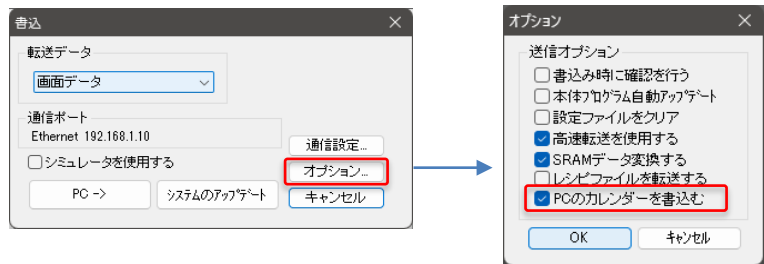 書込
転送データ
画面データ
通信ポート
Ethernet 192.168.1.10
通信設定...
シミュレータを使用する
オプション...
PC ->
システムのアップデート
キャンセル
オプション
送信オプション
書込み時に確認を行う
本体プログラム自動アップデート
設定ファイルをクリア
高速転送を使用する
SRAMデータ変換する
レシピファイルを転送する
PCのカレンダーを書込む
OK
キャンセル